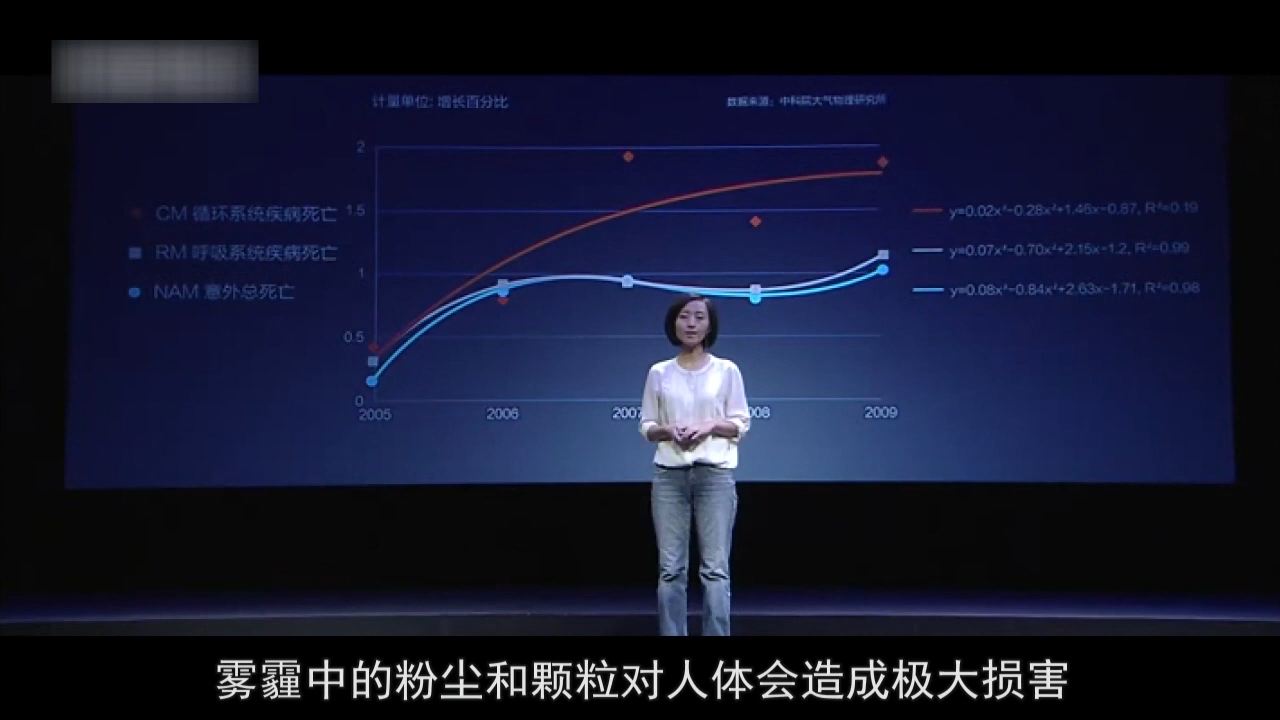 计量单位: 增长百分比
数据来源: 中科院大气物理研究所
2
1.5
1
0.5
0
2005 2006 2007 008 2009
CM 循环系统疾病死亡
RM 呼吸系统疾病死亡
NAM 意外总死亡
y=0.02x³-0.28x²+1.46x-0.87, R²=0.19
y=0.07x³-0.70x²+2.15x-1.2, R²=0.99
y=0.08x³-0.84x²+2.63x-1.71, R²=0.98
雾霾中的粉尘和颗粒对人体会造成极大损害